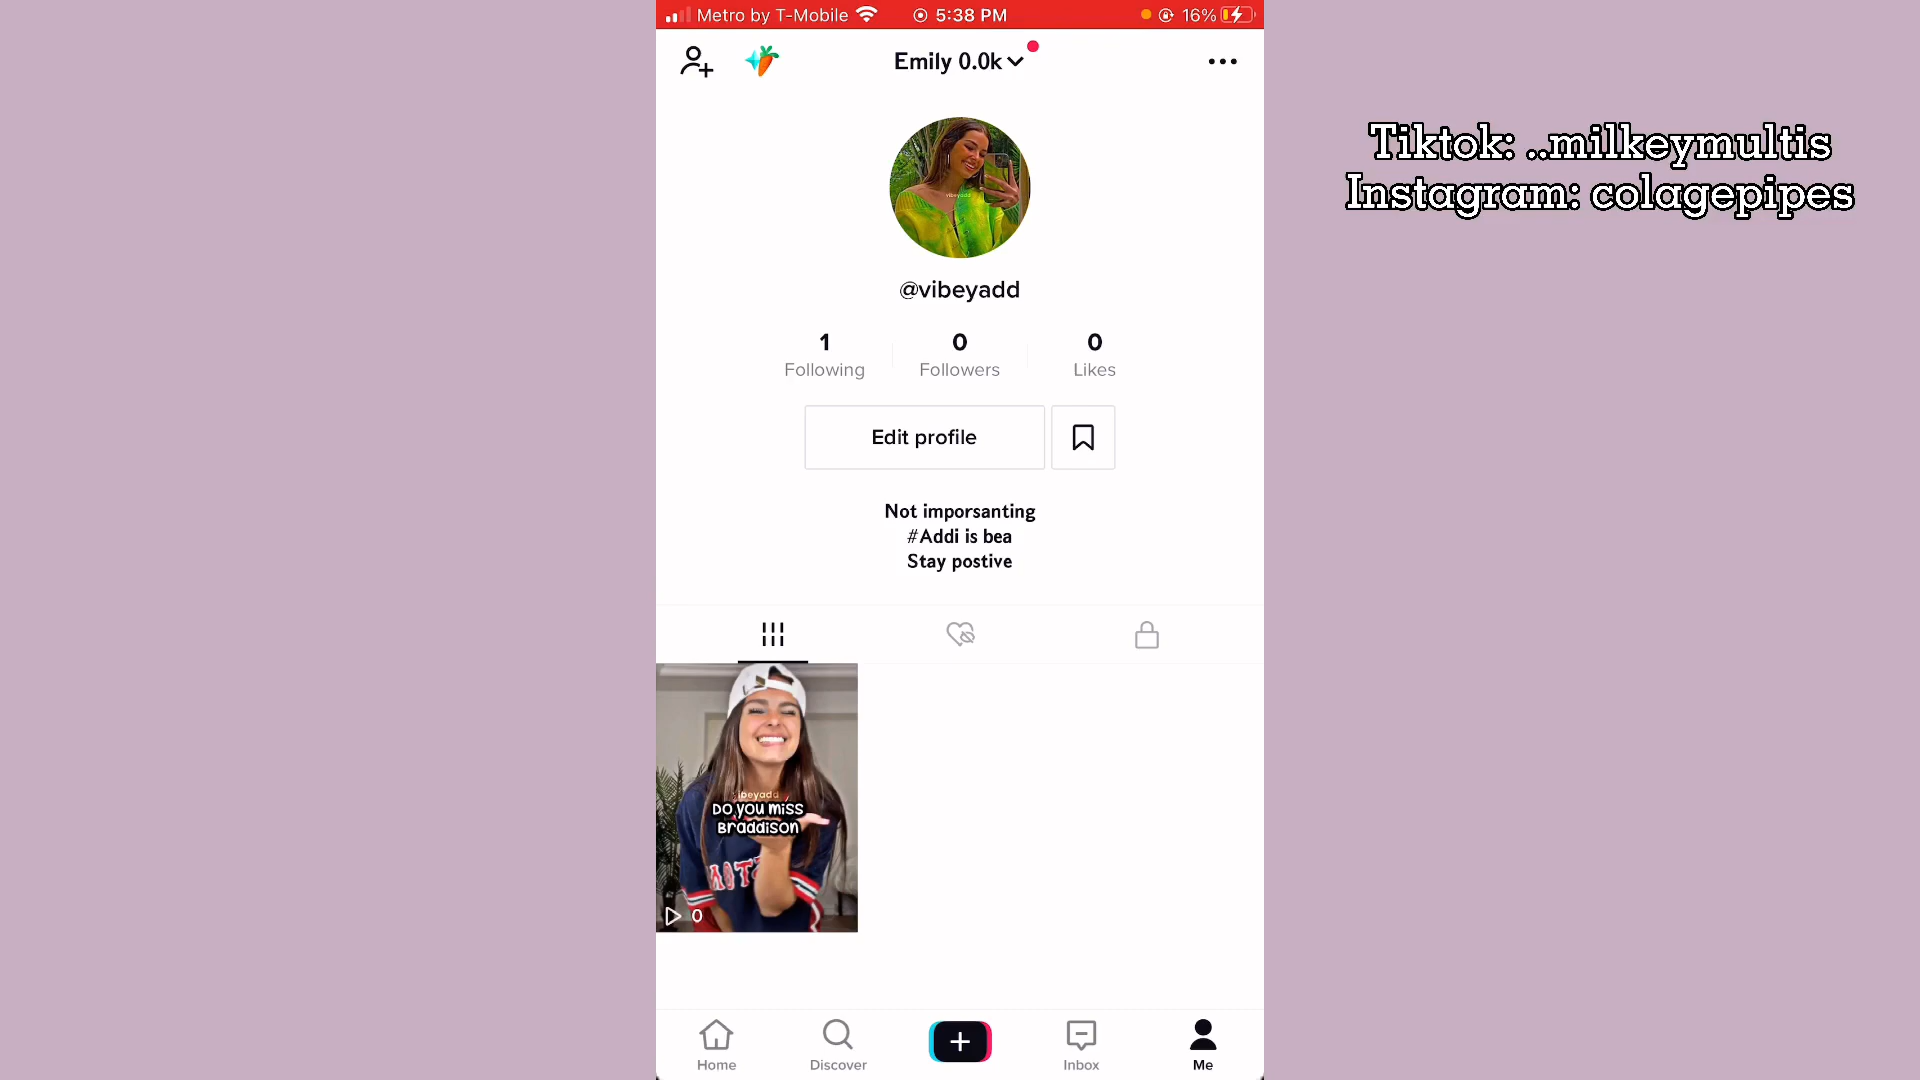 Metro by T-Mobile
5:38 PM
16%
Emily 0.0k
Tiktok: ..milkeymultis
Instagram: colagepipes
vibeyadd
@vibeyadd
1
Following
0
Followers
0
Likes
Edit profile
Not imporsanting
#Addi is bea
Stay postive
vibeyadd
Do you miss
Braddison
0
Home
Discover
Inbox
Me